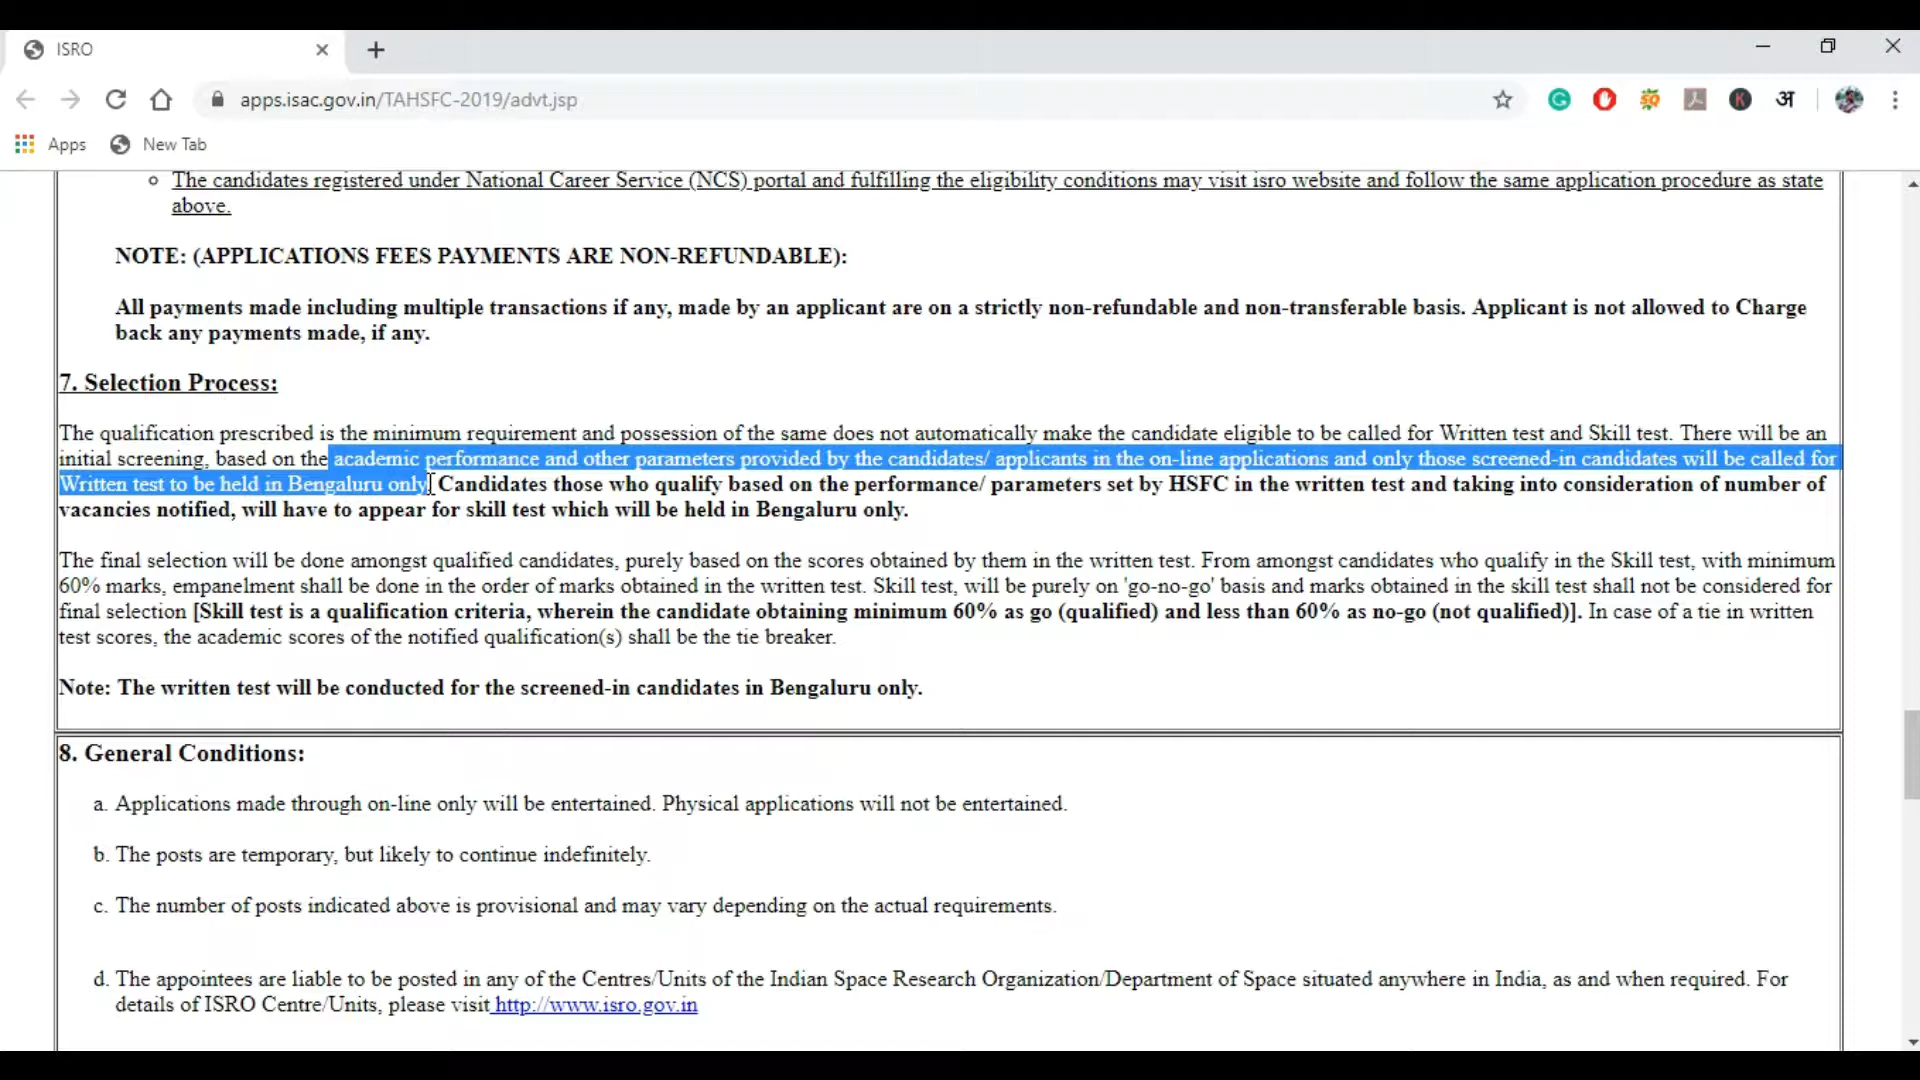 ISRO
apps.isac.gov.in/TAHSFC-2019/advt.jsp
Apps New Tab
The candidates registered under National Career Service (NCS) portal and fulfilling the eligibility conditions may visit isro website and follow the same application procedure as state
above.
NOTE: (APPLICATIONS FEES PAYMENTS ARE NON-REFUNDABLE):
All payments made including multiple transactions if any, made by an applicant are on a strictly non-refundable and non-transferable basis. Applicant is not allowed to Charge
back any payments made, if any.
7. Selection Process:
The qualification prescribed is the minimum requirement and possession of the same does not automatically make the candidate eligible to be called for Written test and Skill test. There will be an
initial screening, based on the academic performance and other parameters provided by the candidates/ applicants in the on-line applications and only those screened-in candidates will be called for
Written test to be held in Bengaluru only. Candidates those who qualify based on the performance/ parameters set by HSFC in the written test and taking into consideration of number of
vacancies notified, will have to appear for skill test which will be held in Bengaluru only.
The final selection will be done amongst qualified candidates, purely based on the scores obtained by them in the written test. From amongst candidates who qualify in the Skill test, with minimum
60% marks, empanelment shall be done in the order of marks obtained in the written test. Skill test, will be purely on 'go-no-go' basis and marks obtained in the skill test shall not be considered for
final selection [Skill test is a qualification criteria, wherein the candidate obtaining minimum 60% as go (qualified) and less than 60% as no-go (not qualified)]. In case of a tie in written
test scores, the academic scores of the notified qualification(s) shall be the tie breaker.
Note: The written test will be conducted for the screened-in candidates in Bengaluru only.
8. General Conditions:
a. Applications made through on-line only will be entertained. Physical applications will not be entertained.
b. The posts are temporary, but likely to continue indefinitely.
c. The number of posts indicated above is provisional and may vary depending on the actual requirements.
d. The appointees are liable to be posted in any of the Centres/Units of the Indian Space Research Organization/Department of Space situated anywhere in India, as and when required. For
details of ISRO Centre/Units, please visit http://www.isro.gov.in